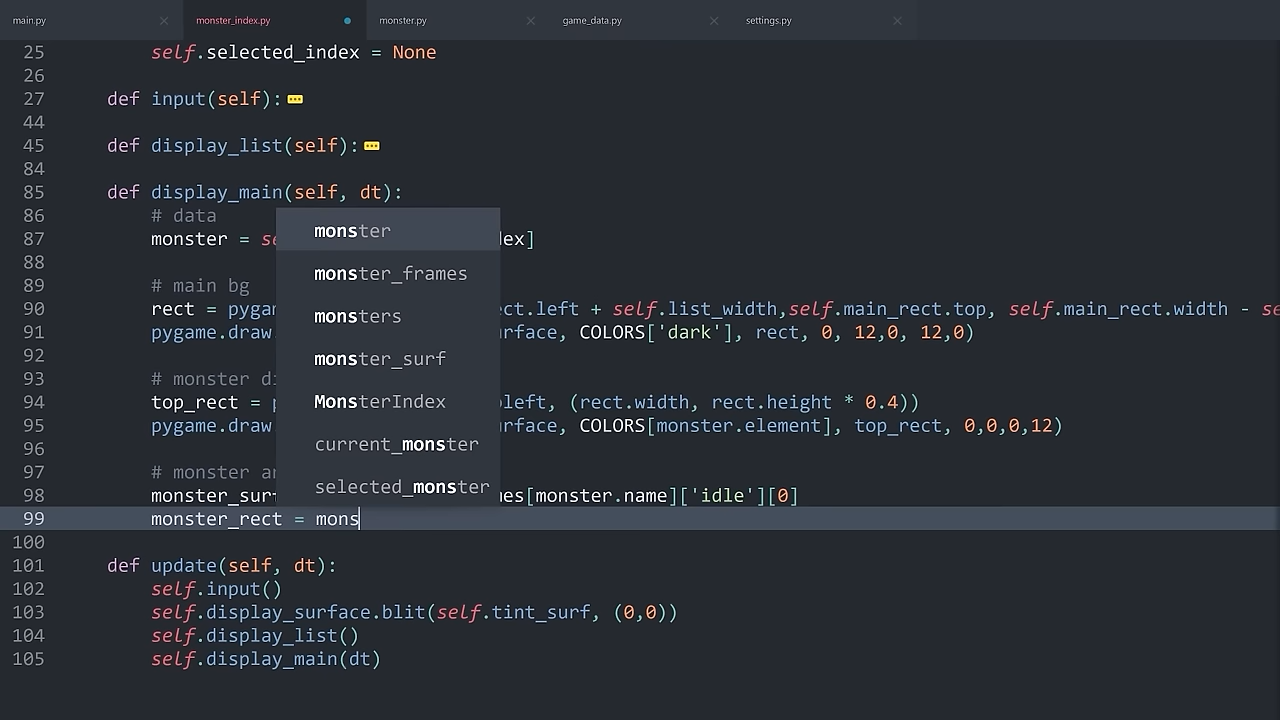 main.py monster_index.py monster.py game_data.py settings.py
25 self.selected_index = None
26
27 def input(self):
44
45 def display_list(self):
84
85 def display_main(self, dt):
86 # data
87 monster = se ex]
88
89 # main bg
90 rect = pygam ct.left + self.list_width,self.main_rect.top, self.main_rect.width - se
91 pygame.draw urface, COLORS['dark'], rect, 0, 12,0, 12,0)
92
93 # monster di
94 top_rect = p left, (rect.width, rect.height * 0.4))
95 pygame.draw urface, COLORS[monster.element], top_rect, 0,0,0,12)
96
97 # monster an
98 monster_surf es[monster.name]['idle'][0]
99 monster_rect = mons
100
101 def update(self, dt):
102 self.input()
103 self.display_surface.blit(self.tint_surf, (0,0))
104 self.display_list()
105 self.display_main(dt)
monster
monster_frames
monsters
monster_surf
MonsterIndex
current_monster
selected_monster